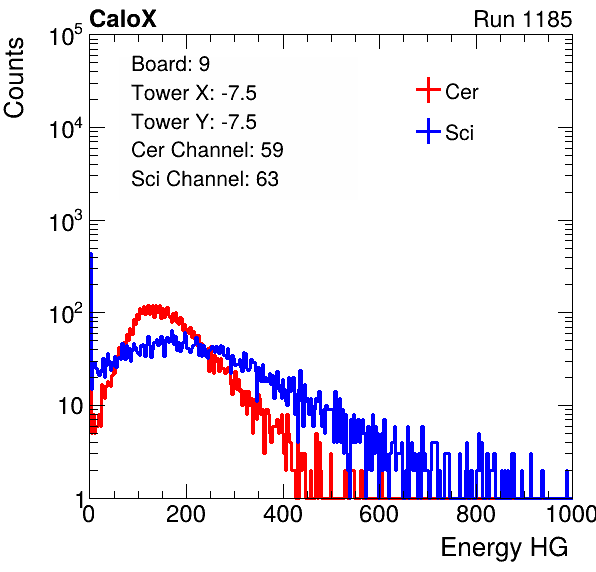 CaloX Run 1185
Counts
Board: 9
Tower X: -7.5
Tower Y: -7.5
Cer Channel: 59
Sci Channel: 63
Cer
Sci
10^5
10^4
10^3
10^2
10
1
0 200 400 600 800 1000
Energy HG